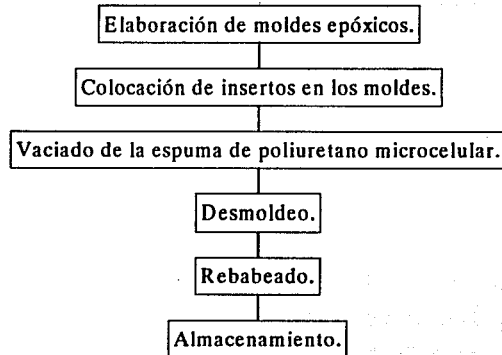 Elaboración de moldes epóxicos.
Colocación de insertos en los moldes.
Vaciado de la espuma de poliuretano microcelular.
Desmoldeo.
Rebabeado.
Almacenamiento.